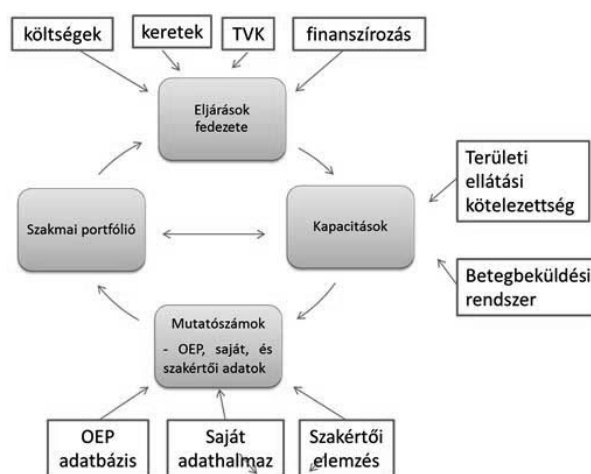 költségek
keretek
TVK
finanszírozás
Eljárások
fedezete
Területi
ellátási
kötelezettség
Szakmai portfólió
Kapacitások
Betegbeküldési
rendszer
Mutatószámok
- OEP, saját, és
szakértői adatok
OEP
adatbázis
Saját
adathalmaz
Szakértői
elemzés